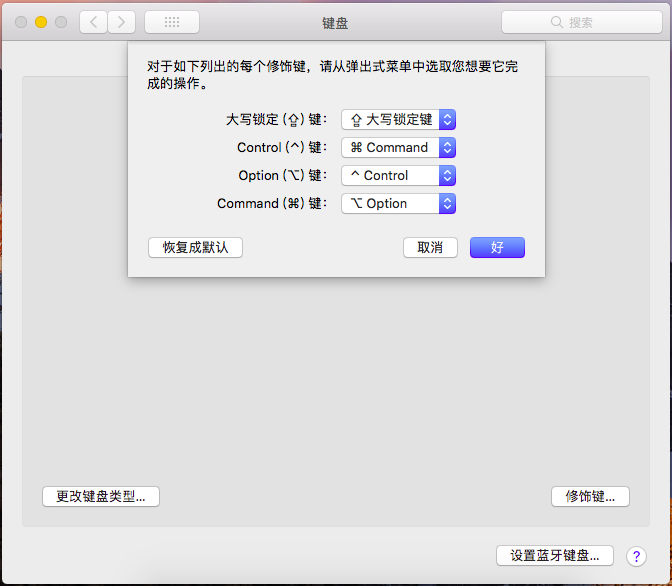 键盘
搜索
对于如下列出的每个修饰键，请从弹出式菜单中选取您想要它完
成的操作。
大写锁定 (⇪) 键： ⇪ 大写锁定键
Control (^) 键： ⌘ Command
Option (⌥) 键： ^ Control
Command (⌘) 键： ⌥ Option
恢复成默认 取消 好
更改键盘类型... 修饰键...
设置蓝牙键盘... ?